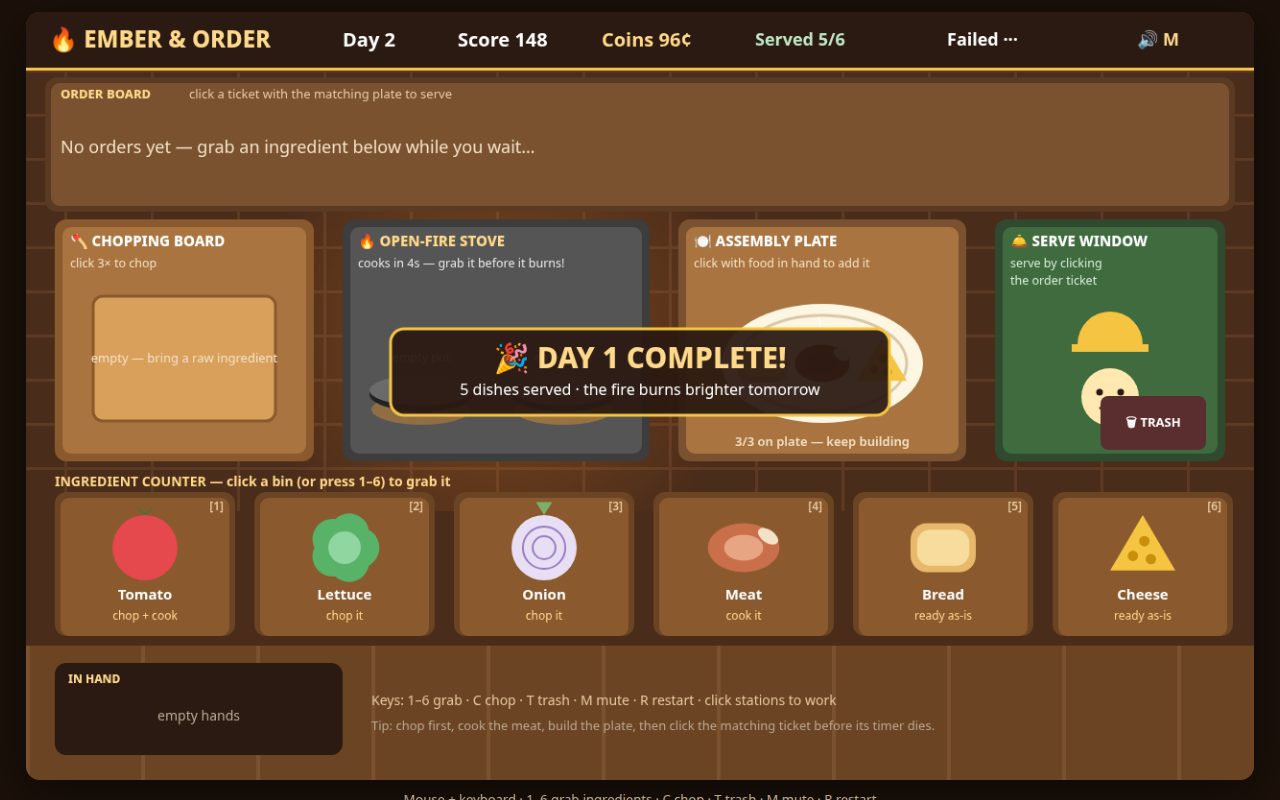 🔥 EMBER & ORDER
Day 2
Score 148
Coins 96¢
Served 5/6
Failed ···
🔊 M
ORDER BOARD
click a ticket with the matching plate to serve
No orders yet — grab an ingredient below while you wait...
🪓 CHOPPING BOARD
click 3× to chop
empty — bring a raw ingredient
🔥 OPEN-FIRE STOVE
cooks in 4s — grab it before it burns!
empty
🍽️ ASSEMBLY PLATE
click with food in hand to add it
3/3 on plate — keep building
🛎️ SERVE WINDOW
serve by clicking
the order ticket
🗑 TRASH
🎉 DAY 1 COMPLETE!
5 dishes served · the fire burns brighter tomorrow
INGREDIENT COUNTER — click a bin (or press 1–6) to grab it
[1]
Tomato
chop + cook
[2]
Lettuce
chop it
[3]
Onion
chop it
[4]
Meat
cook it
[5]
Bread
ready as-is
[6]
Cheese
ready as-is
IN HAND
empty hands
Keys: 1–6 grab · C chop · T trash · M mute · R restart · click stations to work
Tip: chop first, cook the meat, build the plate, then click the matching ticket before its timer dies.
Mouse + keyboard · 1–6 grab ingredients · C chop · T trash · M mute · R restart